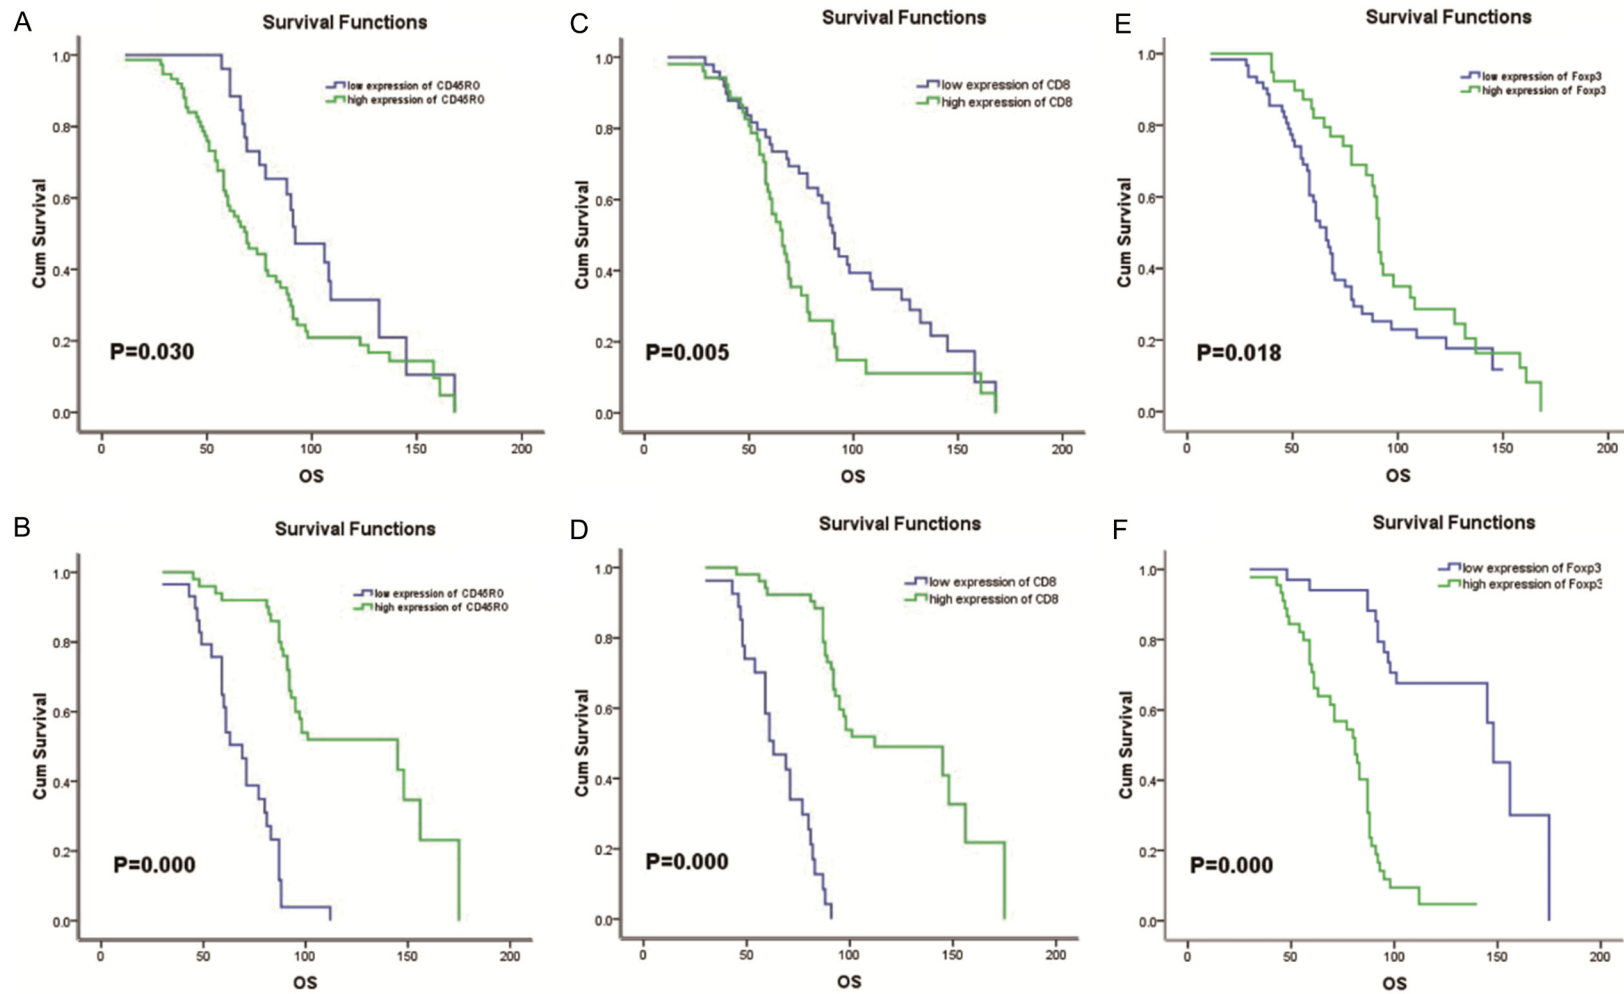 A
Survival Functions
low expression of CD45RO
high expression of CD45RO
1.0
0.8
0.6
0.4
0.2
0.0
Cum Survival
P=0.030
0 50 100 150 200
OS
C
Survival Functions
low expression of CD8
high expression of CD8
1.0
0.8
0.6
0.4
0.2
0.0
Cum Survival
P=0.005
0 50 100 150 200
OS
E
Survival Functions
low expression of Foxp3
high expression of Foxp3
1.0
0.8
0.6
0.4
0.2
0.0
Cum Survival
P=0.018
0 50 100 150 200
OS
B
Survival Functions
low expression of CD45RO
high expression of CD45RO
1.0
0.8
0.6
0.4
0.2
0.0
Cum Survival
P=0.000
0 50 100 150 200
OS
D
Survival Functions
low expression of CD8
high expression of CD8
1.0
0.8
0.6
0.4
0.2
0.0
Cum Survival
P=0.000
0 50 100 150 200
OS
F
Survival Functions
low expression of Foxp3
high expression of Foxp3
1.0
0.8
0.6
0.4
0.2
0.0
Cum Survival
P=0.000
0 50 100 150 200
OS